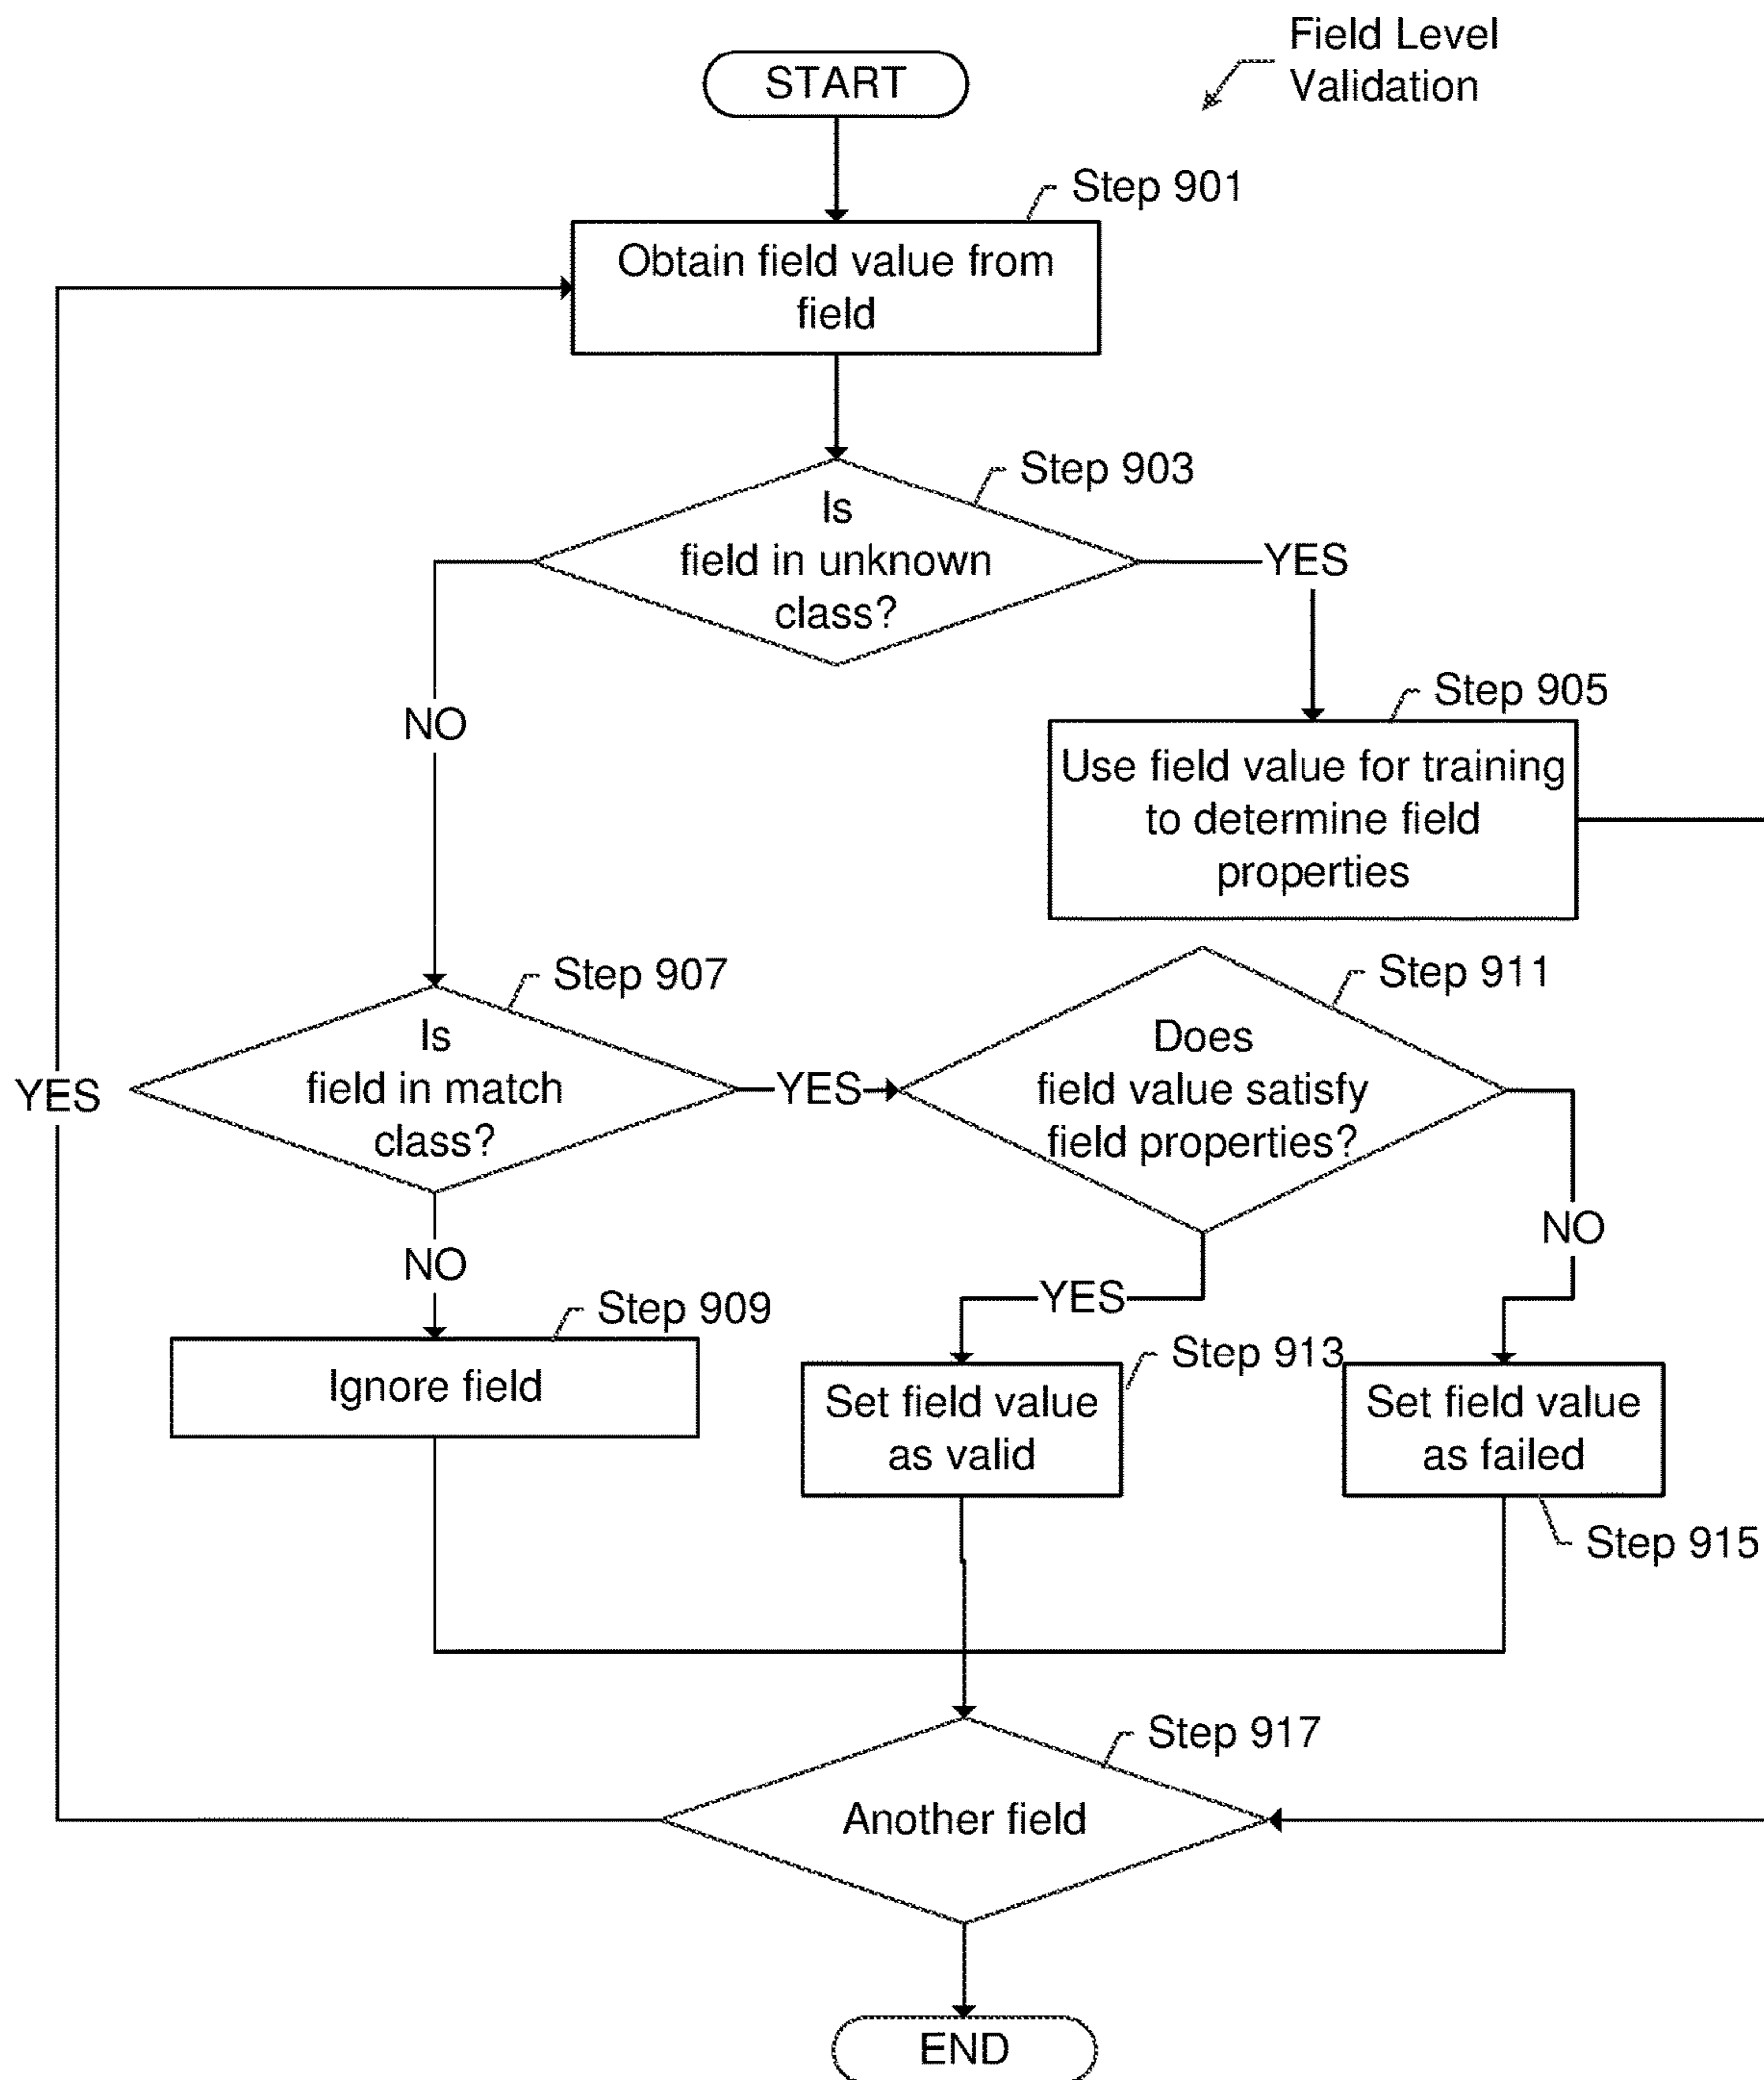 Field Level
Validation
START
Step 901
Obtain field value from
field
Step 903
Is
field in unknown
class?
YES
NO
Step 905
Use field value for training
to determine field
properties
Step 907
Is
field in match
class?
YES
YES
Step 911
Does
field value satisfy
field properties?
NO
NO
YES
Step 909
Ignore field
Step 913
Set field value
as valid
Set field value
as failed
Step 915
Step 917
Another field
END